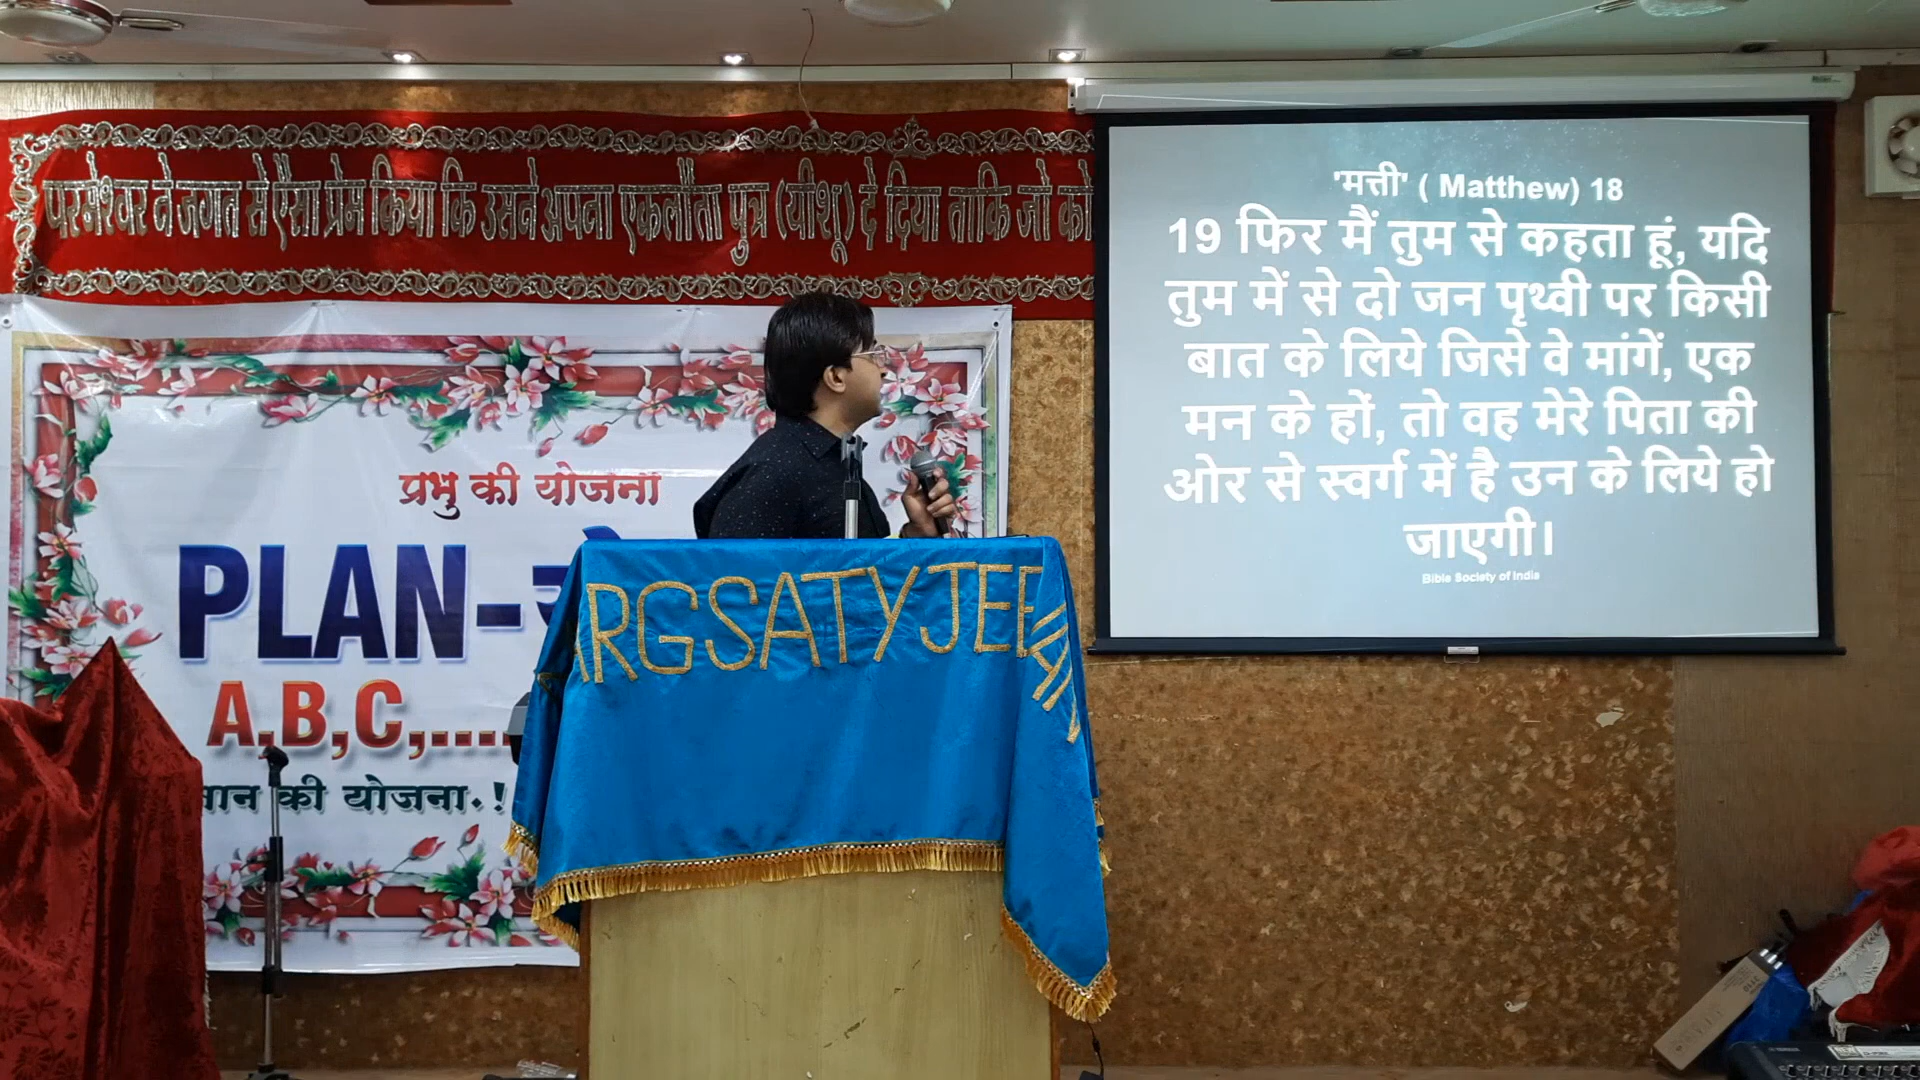 परमेश्वर ने जगत से ऐसा प्रेम किया कि उसने अपना एकलौता पुत्र (यीशू) दे दिया ताकि जो को
प्रभु की योजना
PLAN-
A,B,C,....
की योजना.!
ARGSATYJEE
'मत्ती' ( Matthew) 18
19 फिर मैं तुम से कहता हूं, यदि
तुम में से दो जन पृथ्वी पर किसी
बात के लिये जिसे वे मांगें, एक
मन के हों, तो वह मेरे पिता की
ओर से स्वर्ग में है उन के लिये हो
जाएगी।
Bible Society of India